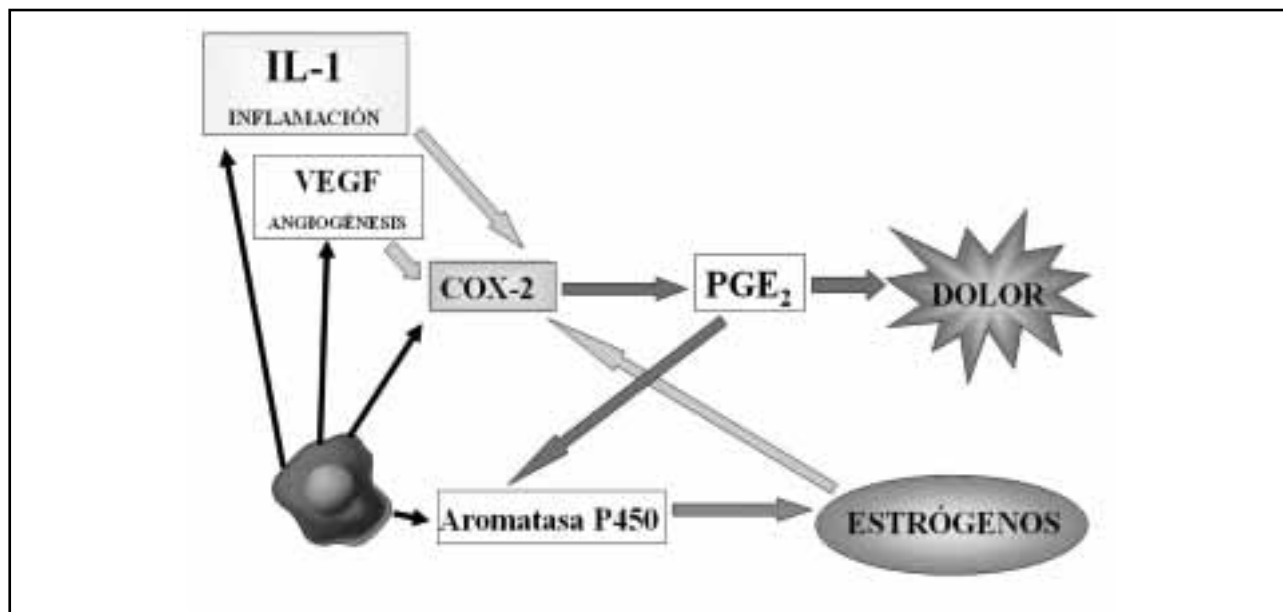 IL-1
INFLAMACIÓN
VEGF
ANGIOGÉNESIS
COX-2
PGE₂
DOLOR
Aromatasa P450
ESTRÓGENOS